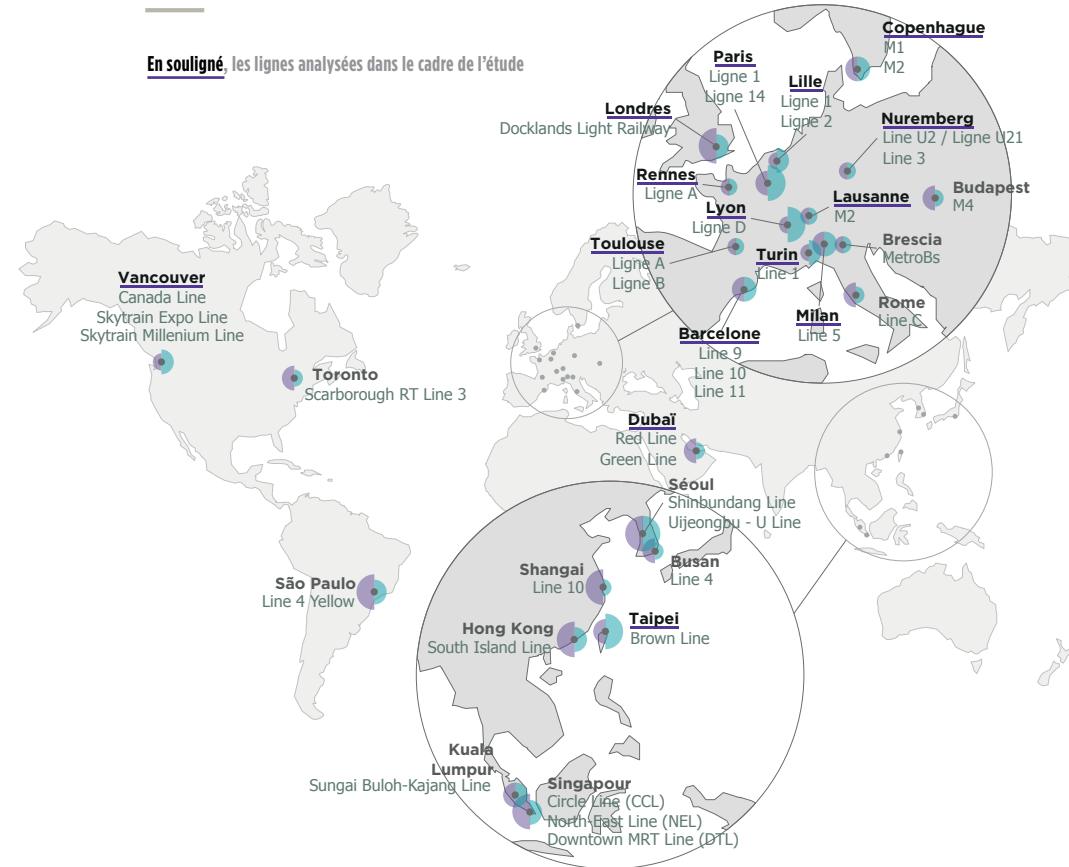 En souligné, les lignes analysées dans le cadre de l'étude
Copenhague
M1
M2
Paris
Ligne 1
Ligne 14
Lille
Ligne 1
Ligne 2
Londres
Docklands Light Railway
Nuremberg
Line U2 / Ligne U21
Line 3
Rennes
Ligne A
Lausanne
M2
Budapest
M4
Lyon
Ligne D
Toulouse
Ligne A
Ligne B
Turin
Line 1
Brescia
MetroBs
Rome
Line C
Milan
Line 5
Barcelone
Line 9
Line 10
Line 11
Vancouver
Canada Line
Skytrain Expo Line
Skytrain Millenium Line
Toronto
Scarborough RT Line 3
Dubaï
Red Line
Green Line
Séoul
Shinbundang Line
Uijeongbu - U Line
Busan
Line 4
Shangai
Line 10
São Paulo
Line 4 Yellow
Hong Kong
South Island Line
Taipei
Brown Line
Kuala
Lumpur
Sungai Buloh-Kajang Line
Singapour
Circle Line (CCL)
North-East Line (NEL)
Downtown MRT Line (DTL)